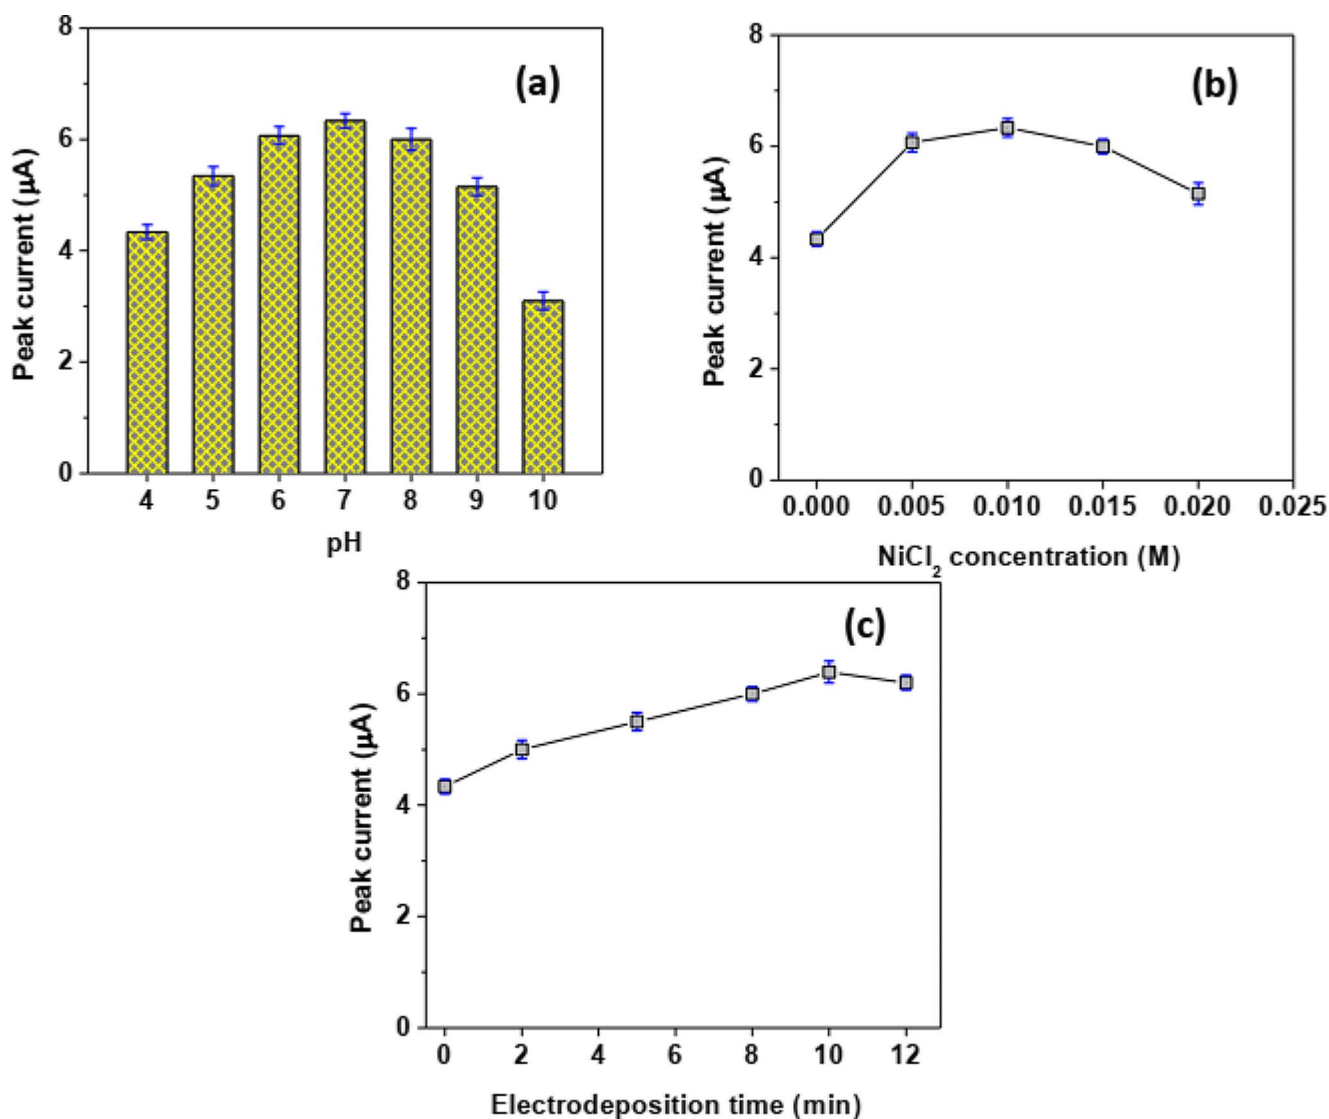 (a)
8
6
4
2
0
Peak current (µA)
4 5 6 7 8 9 10
pH
(b)
8
6
4
2
0
Peak current (µA)
0.000 0.005 0.010 0.015 0.020 0.025
NiCl₂ concentration (M)
(c)
8
6
4
2
0
Peak current (µA)
0 2 4 6 8 10 12
Electrodeposition time (min)